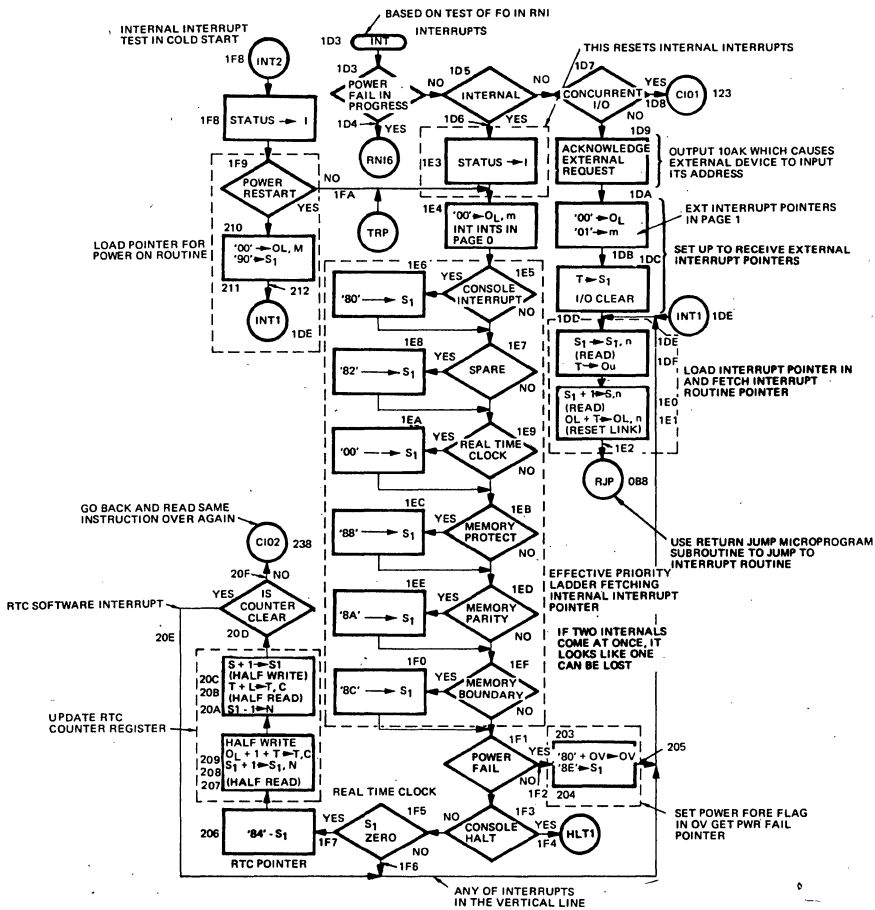 BASED ON TEST OF FO IN RNI
INTERRUPTS
INTERNAL INTERRUPT
TEST IN COLD START
1D3
INT
THIS RESETS INTERNAL INTERRUPTS
1F8
INT2
1D3
POWER
FAIL IN
PROGRESS
NO
1D4
YES
RNI6
1D5
INTERNAL
NO
1D6
YES
1D7
CONCURRENT
I/O
YES
1D8
CI01
123
NO
1F8
STATUS → I
1E3
STATUS → I
1D9
ACKNOWLEDGE
EXTERNAL
REQUEST
OUTPUT 10AK WHICH CAUSES
EXTERNAL DEVICE TO INPUT
ITS ADDRESS
1F9
POWER
RESTART
NO
1FA
YES
TRP
1E4
'00' → OL, m
INT INTS IN
PAGE 0
1DA
'00' → OL
'01' → m
EXT INTERRUPT POINTERS
IN PAGE 1
1DB
1DC
SET UP TO RECEIVE EXTERNAL
INTERRUPT POINTERS
T → S1
I/O CLEAR
LOAD POINTER FOR
POWER ON ROUTINE
210
'00' → OL, M
'90' → S1
211
212
INT1
1DE
1E6
'80' → S1
YES
1E5
CONSOLE
INTERRUPT
NO
1DD
INT1
1DE
1E8
'82' → S1
YES
1E7
SPARE
NO
S1 → S1, n
(READ)
T → Ou
1DE
1DF
LOAD INTERRUPT POINTER IN
AND FETCH INTERRUPT
ROUTINE POINTER
S1 + 1 → S,n
(READ)
OL + T → OL, n
(RESET LINK)
1E0
1E1
1E2
1EA
'00' → S1
YES
1E9
REAL TIME
CLOCK
NO
RJP
0B8
USE RETURN JUMP MICROPROGRAM
SUBROUTINE TO JUMP TO
INTERRUPT ROUTINE
GO BACK AND READ SAME
INSTRUCTION OVER AGAIN
1EC
'88' → S1
YES
1EB
MEMORY
PROTECT
NO
CI02
238
20F
NO
YES
IS
COUNTER
CLEAR
20D
RTC SOFTWARE INTERRUPT
20E
1EE
'8A' → S1
YES
1ED
MEMORY
PARITY
NO
EFFECTIVE PRIORITY
LADDER FETCHING
INTERNAL INTERRUPT
POINTER
IF TWO INTERNALS
COME AT ONCE, IT
LOOKS LIKE ONE
CAN BE LOST
1F0
'8C' → S1
YES
1EF
MEMORY
BOUNDARY
NO
20C
20B
20A
S + 1 → S1
(HALF WRITE)
T + L → T, C
(HALF READ)
S1 - 1 → N
UPDATE RTC
COUNTER REGISTER
209
208
207
HALF WRITE
OL + 1 + T → T,C
S1 + 1 → S1, N
(HALF READ)
1F1
POWER
FAIL
YES
NO
1F2
203
'80' + OV → OV
'8E' → S1
204
205
SET POWER FORE FLAG
IN OV GET PWR FAIL
POINTER
REAL TIME CLOCK
206
'84' - S1
RTC POINTER
YES
1F7
1F5
S1
ZERO
NO
1F6
NO
1F3
CONSOLE
HALT
YES
1F4
HLT1
ANY OF INTERRUPTS
IN THE VERTICAL LINE